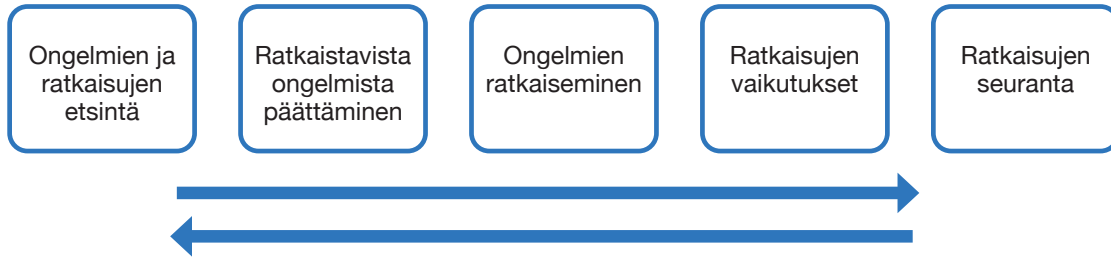 Ongelmien ja
ratkaisujen
etsintä
Ratkaistavista
ongelmista
päättäminen
Ongelmien
ratkaiseminen
Ratkaisujen
vaikutukset
Ratkaisujen
seuranta